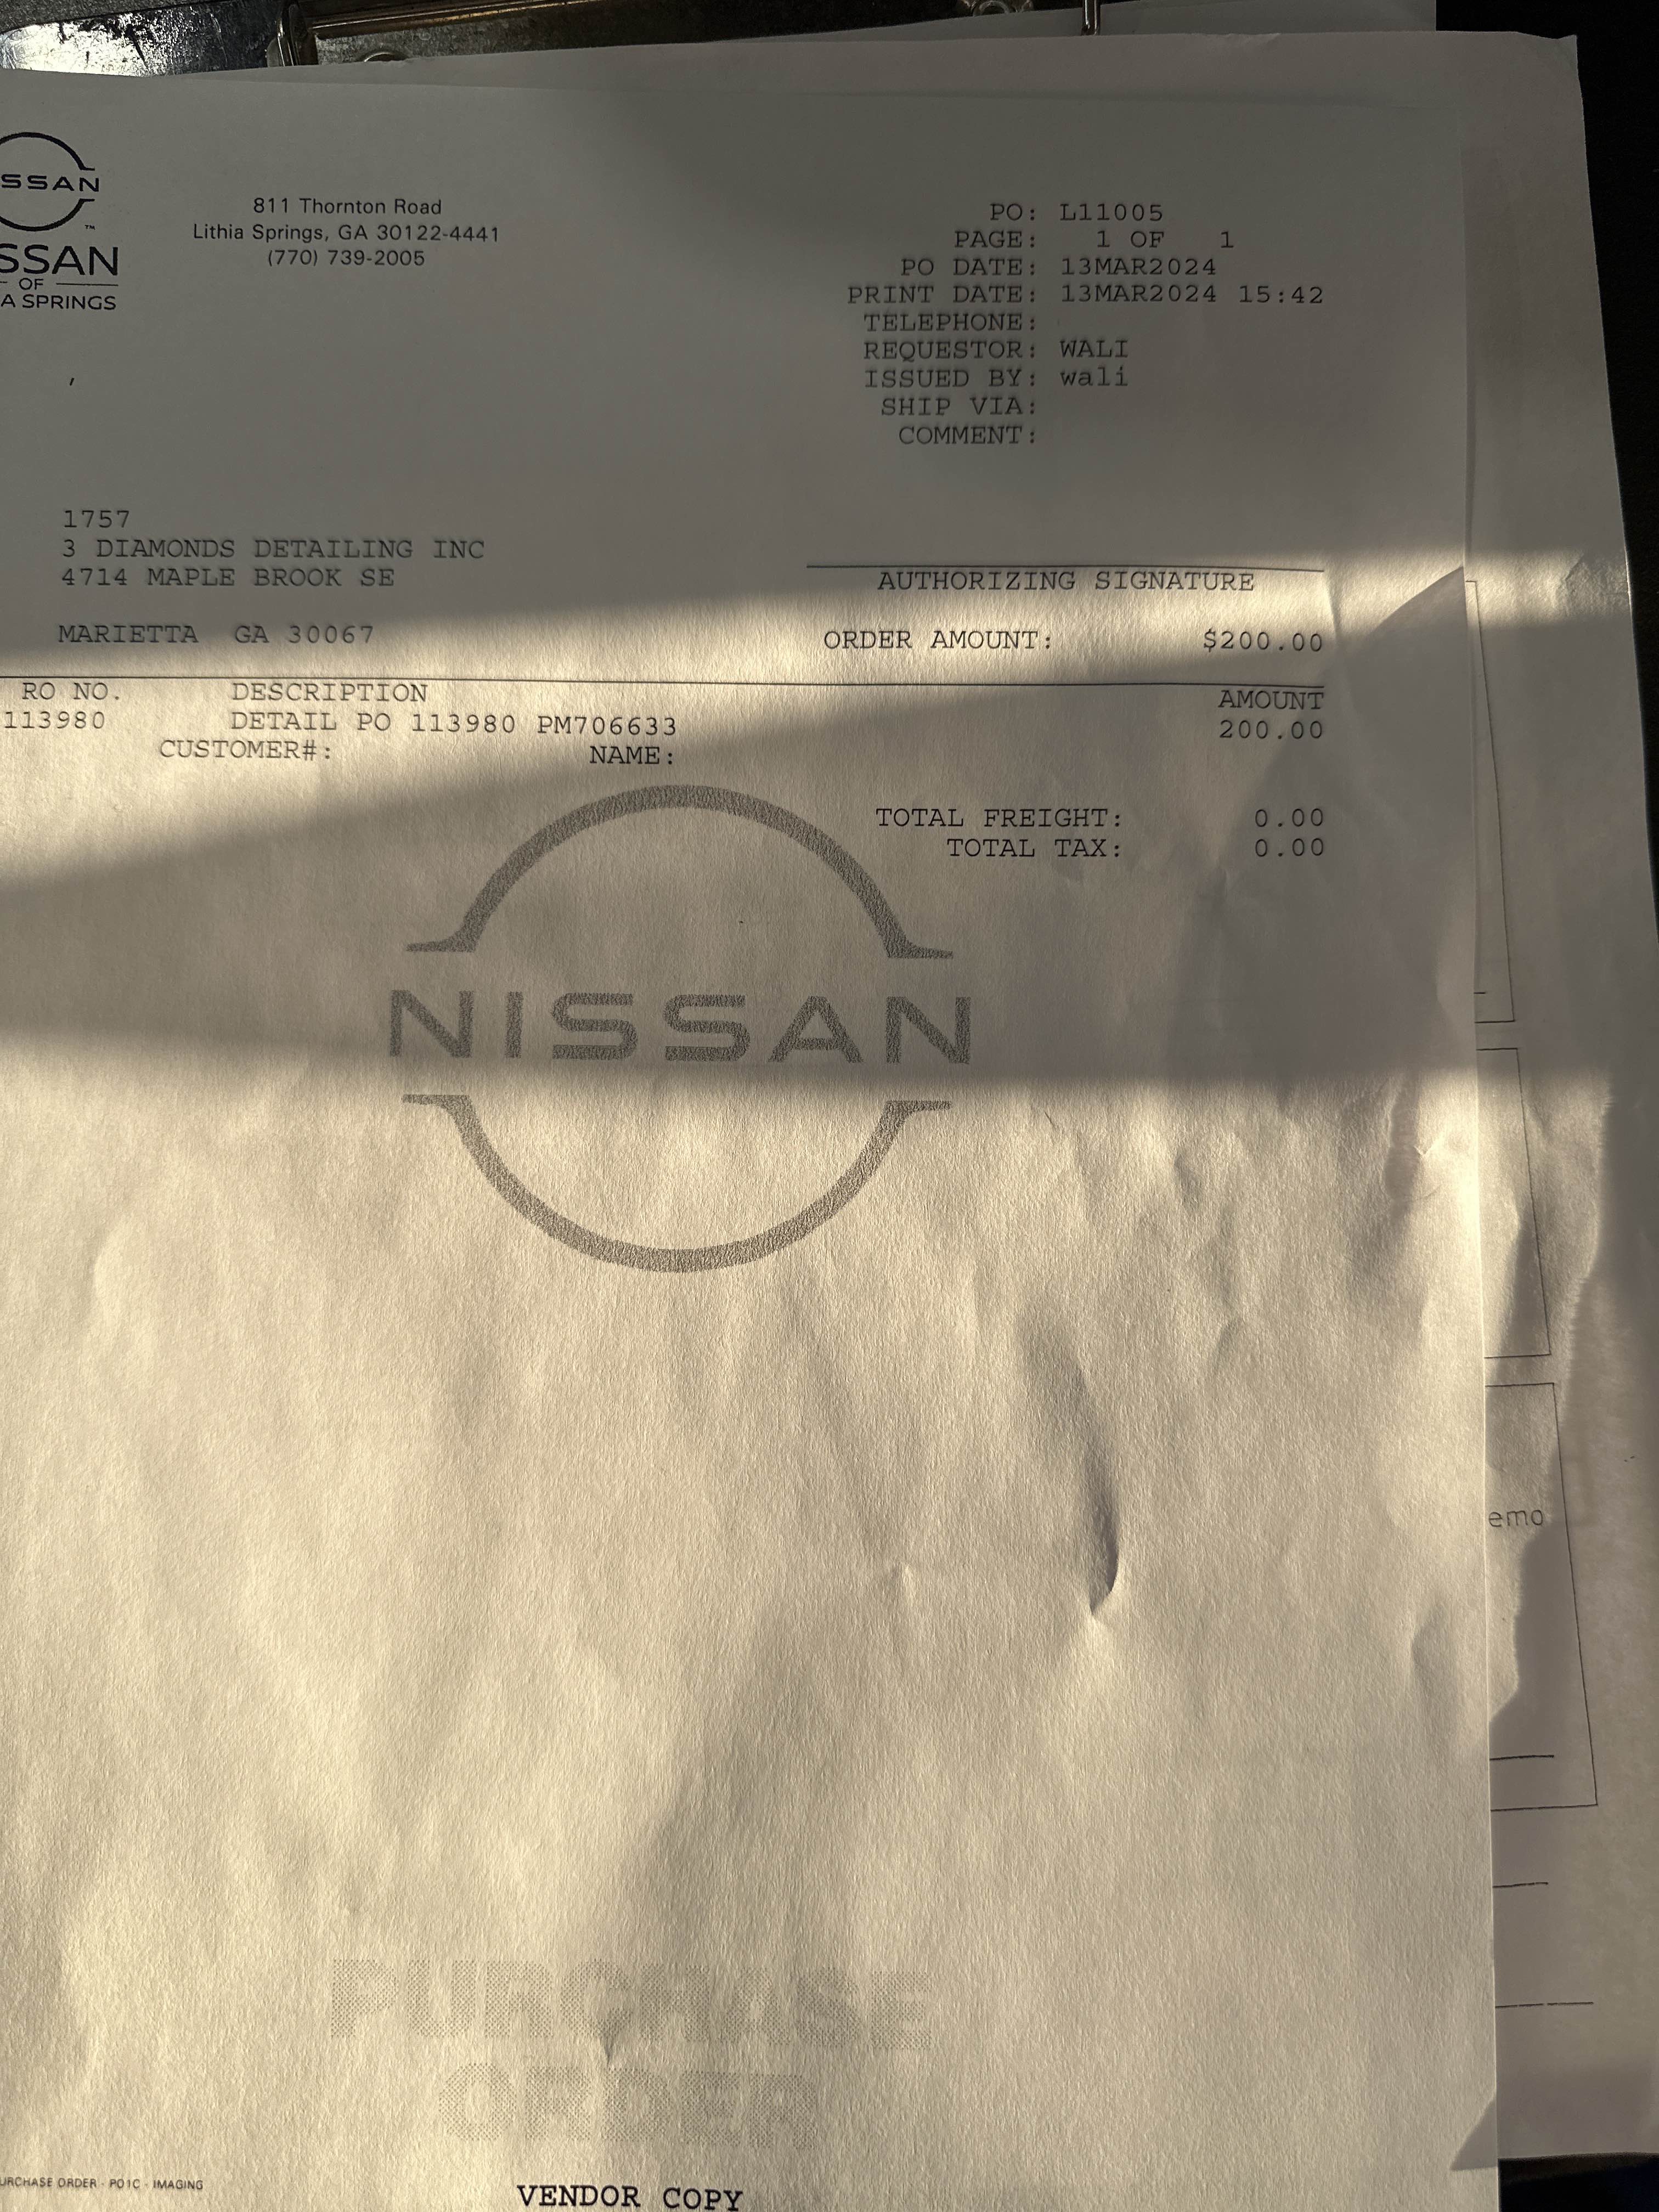 SSAN
SSAN
OF
A SPRINGS
811 Thornton Road
Lithia Springs, GA 30122-4441
(770) 739-2005
PO: L11005
PAGE: 1 OF 1
PO DATE: 13MAR2024
PRINT DATE: 13MAR2024 15:42
TELEPHONE:
REQUESTOR: WALI
ISSUED BY: wali
SHIP VIA:
COMMENT:
1757
3 DIAMONDS DETAILING INC
4714 MAPLE BROOK SE
MARIETTA GA 30067
AUTHORIZING SIGNATURE
ORDER AMOUNT: $200.00
RO NO. DESCRIPTION AMOUNT
113980 DETAIL PO 113980 PM706633 200.00
CUSTOMER#: NAME:
TOTAL FREIGHT: 0.00
TOTAL TAX: 0.00
NISSAN
emo
PURCHASE
ORDER
URCHASE ORDER - PO1C - IMAGING
VENDOR COPY